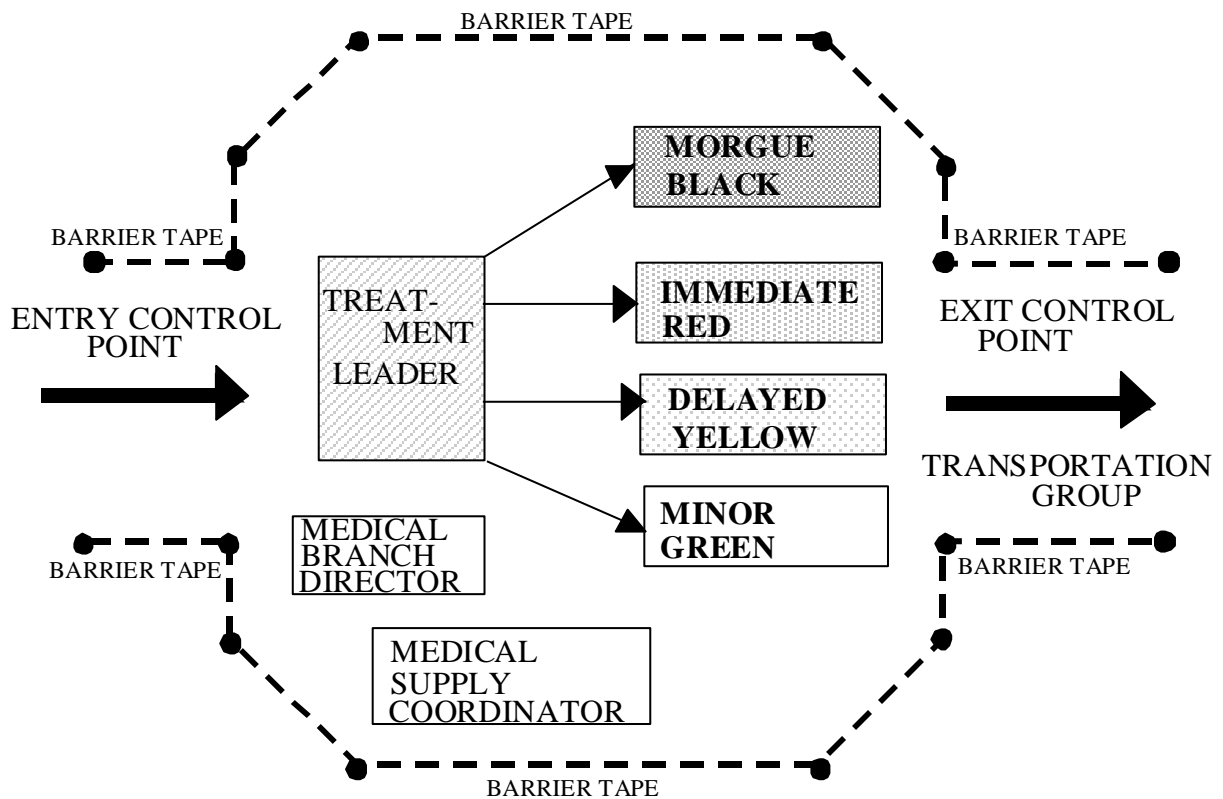 BARRIER TAPE
MORGUE
BLACK
BARRIER TAPE
BARRIER TAPE
ENTRY CONTROL
POINT
TREAT-
MENT
LEADER
IMMEDIATE
RED
EXIT CONTROL
POINT
DELAYED
YELLOW
TRANSPORTATION
GROUP
MINOR
GREEN
MEDICAL
BRANCH
DIRECTOR
BARRIER TAPE
BARRIER TAPE
MEDICAL
SUPPLY
COORDINATOR
BARRIER TAPE